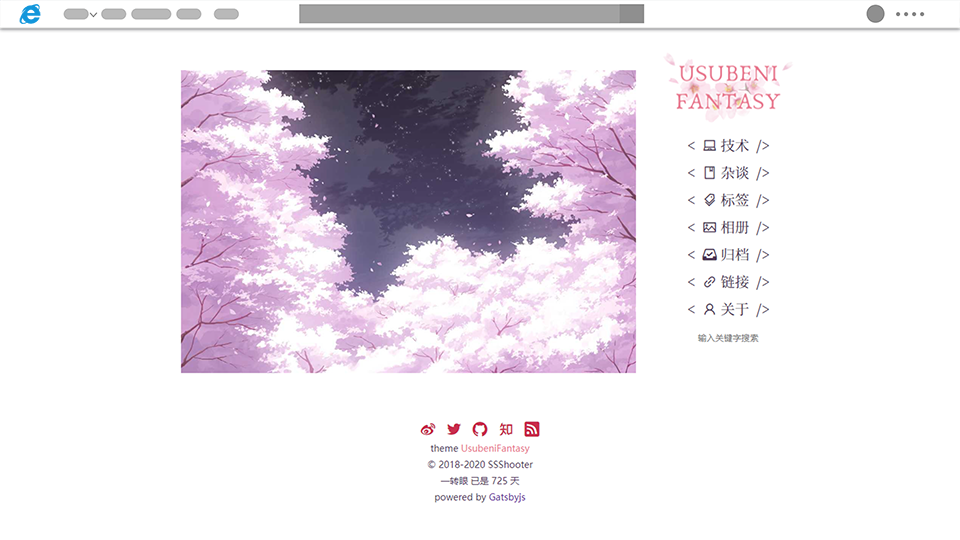 USUBENI
FANTASY
< 技术 />
< 杂谈 />
< 标签 />
< 相册 />
< 归档 />
< 链接 />
< 关于 />
输入关键字搜索
知
theme UsubeniFantasy
© 2018-2020 SSShooter
一转眼 已是 725 天
powered by Gatsbyjs